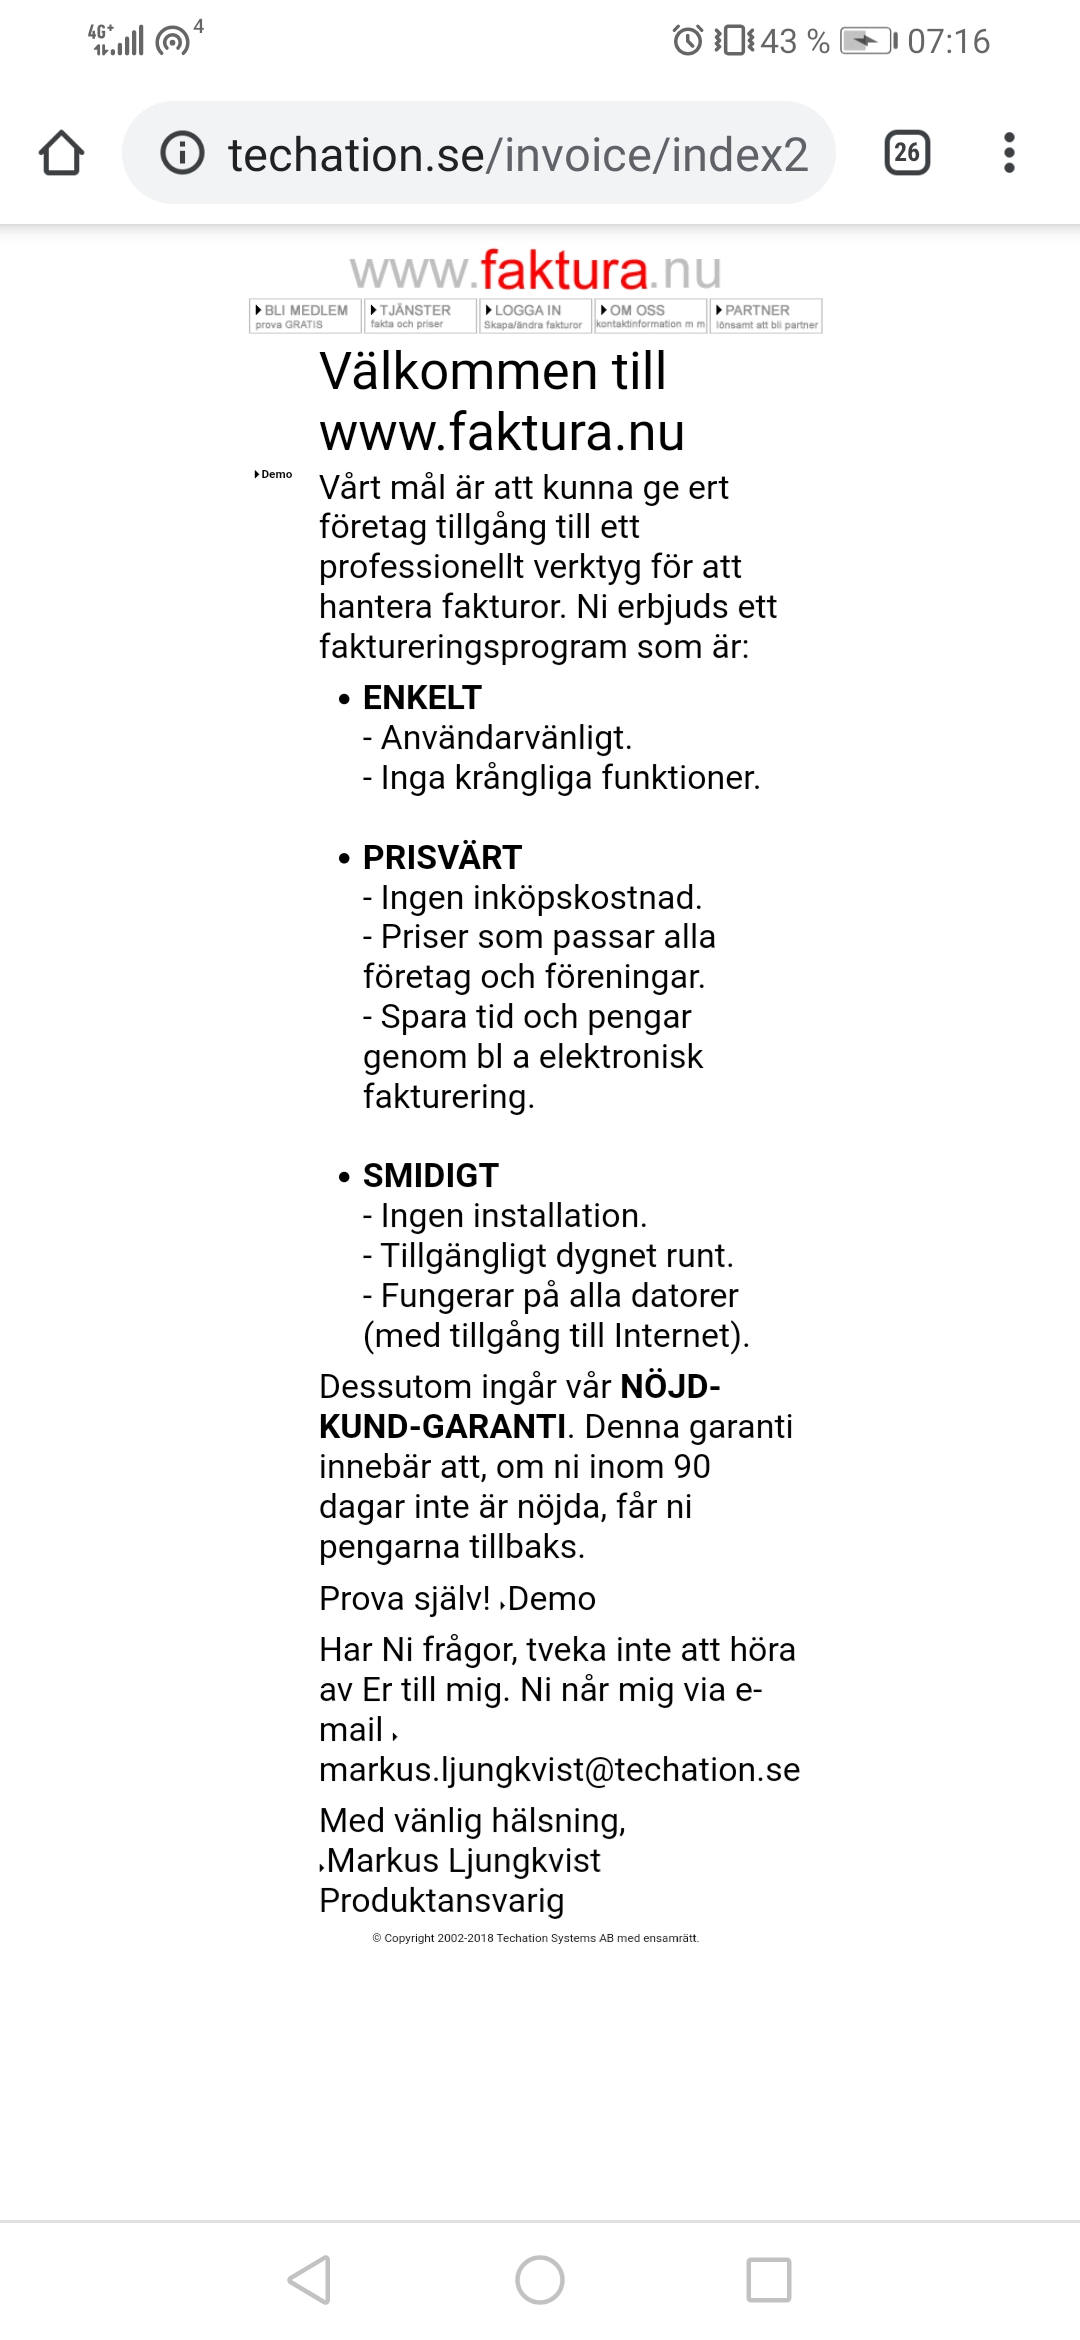 4G+
4
43 %
07:16
techation.se/invoice/index2
26
www.faktura.nu
BLI MEDLEM
prova GRATIS
TJÄNSTER
fakta och priser
LOGGA IN
Skapa/ändra fakturor
OM OSS
kontaktinformation m m
PARTNER
lönsamt att bli partner
Välkommen till
www.faktura.nu
Demo
Vårt mål är att kunna ge ert
företag tillgång till ett
professionellt verktyg för att
hantera fakturor. Ni erbjuds ett
faktureringsprogram som är:
• ENKELT
- Användarvänligt.
- Inga krångliga funktioner.
• PRISVÄRT
- Ingen inköpskostnad.
- Priser som passar alla
företag och föreningar.
- Spara tid och pengar
genom bl a elektronisk
fakturering.
• SMIDIGT
- Ingen installation.
- Tillgängligt dygnet runt.
- Fungerar på alla datorer
(med tillgång till Internet).
Dessutom ingår vår NÖJD-
KUND-GARANTI. Denna garanti
innebär att, om ni inom 90
dagar inte är nöjda, får ni
pengarna tillbaks.
Prova själv! Demo
Har Ni frågor, tveka inte att höra
av Er till mig. Ni når mig via e-
mail
markus.ljungkvist@techation.se
Med vänlig hälsning,
Markus Ljungkvist
Produktansvarig
© Copyright 2002-2018 Techation Systems AB med ensamrätt.